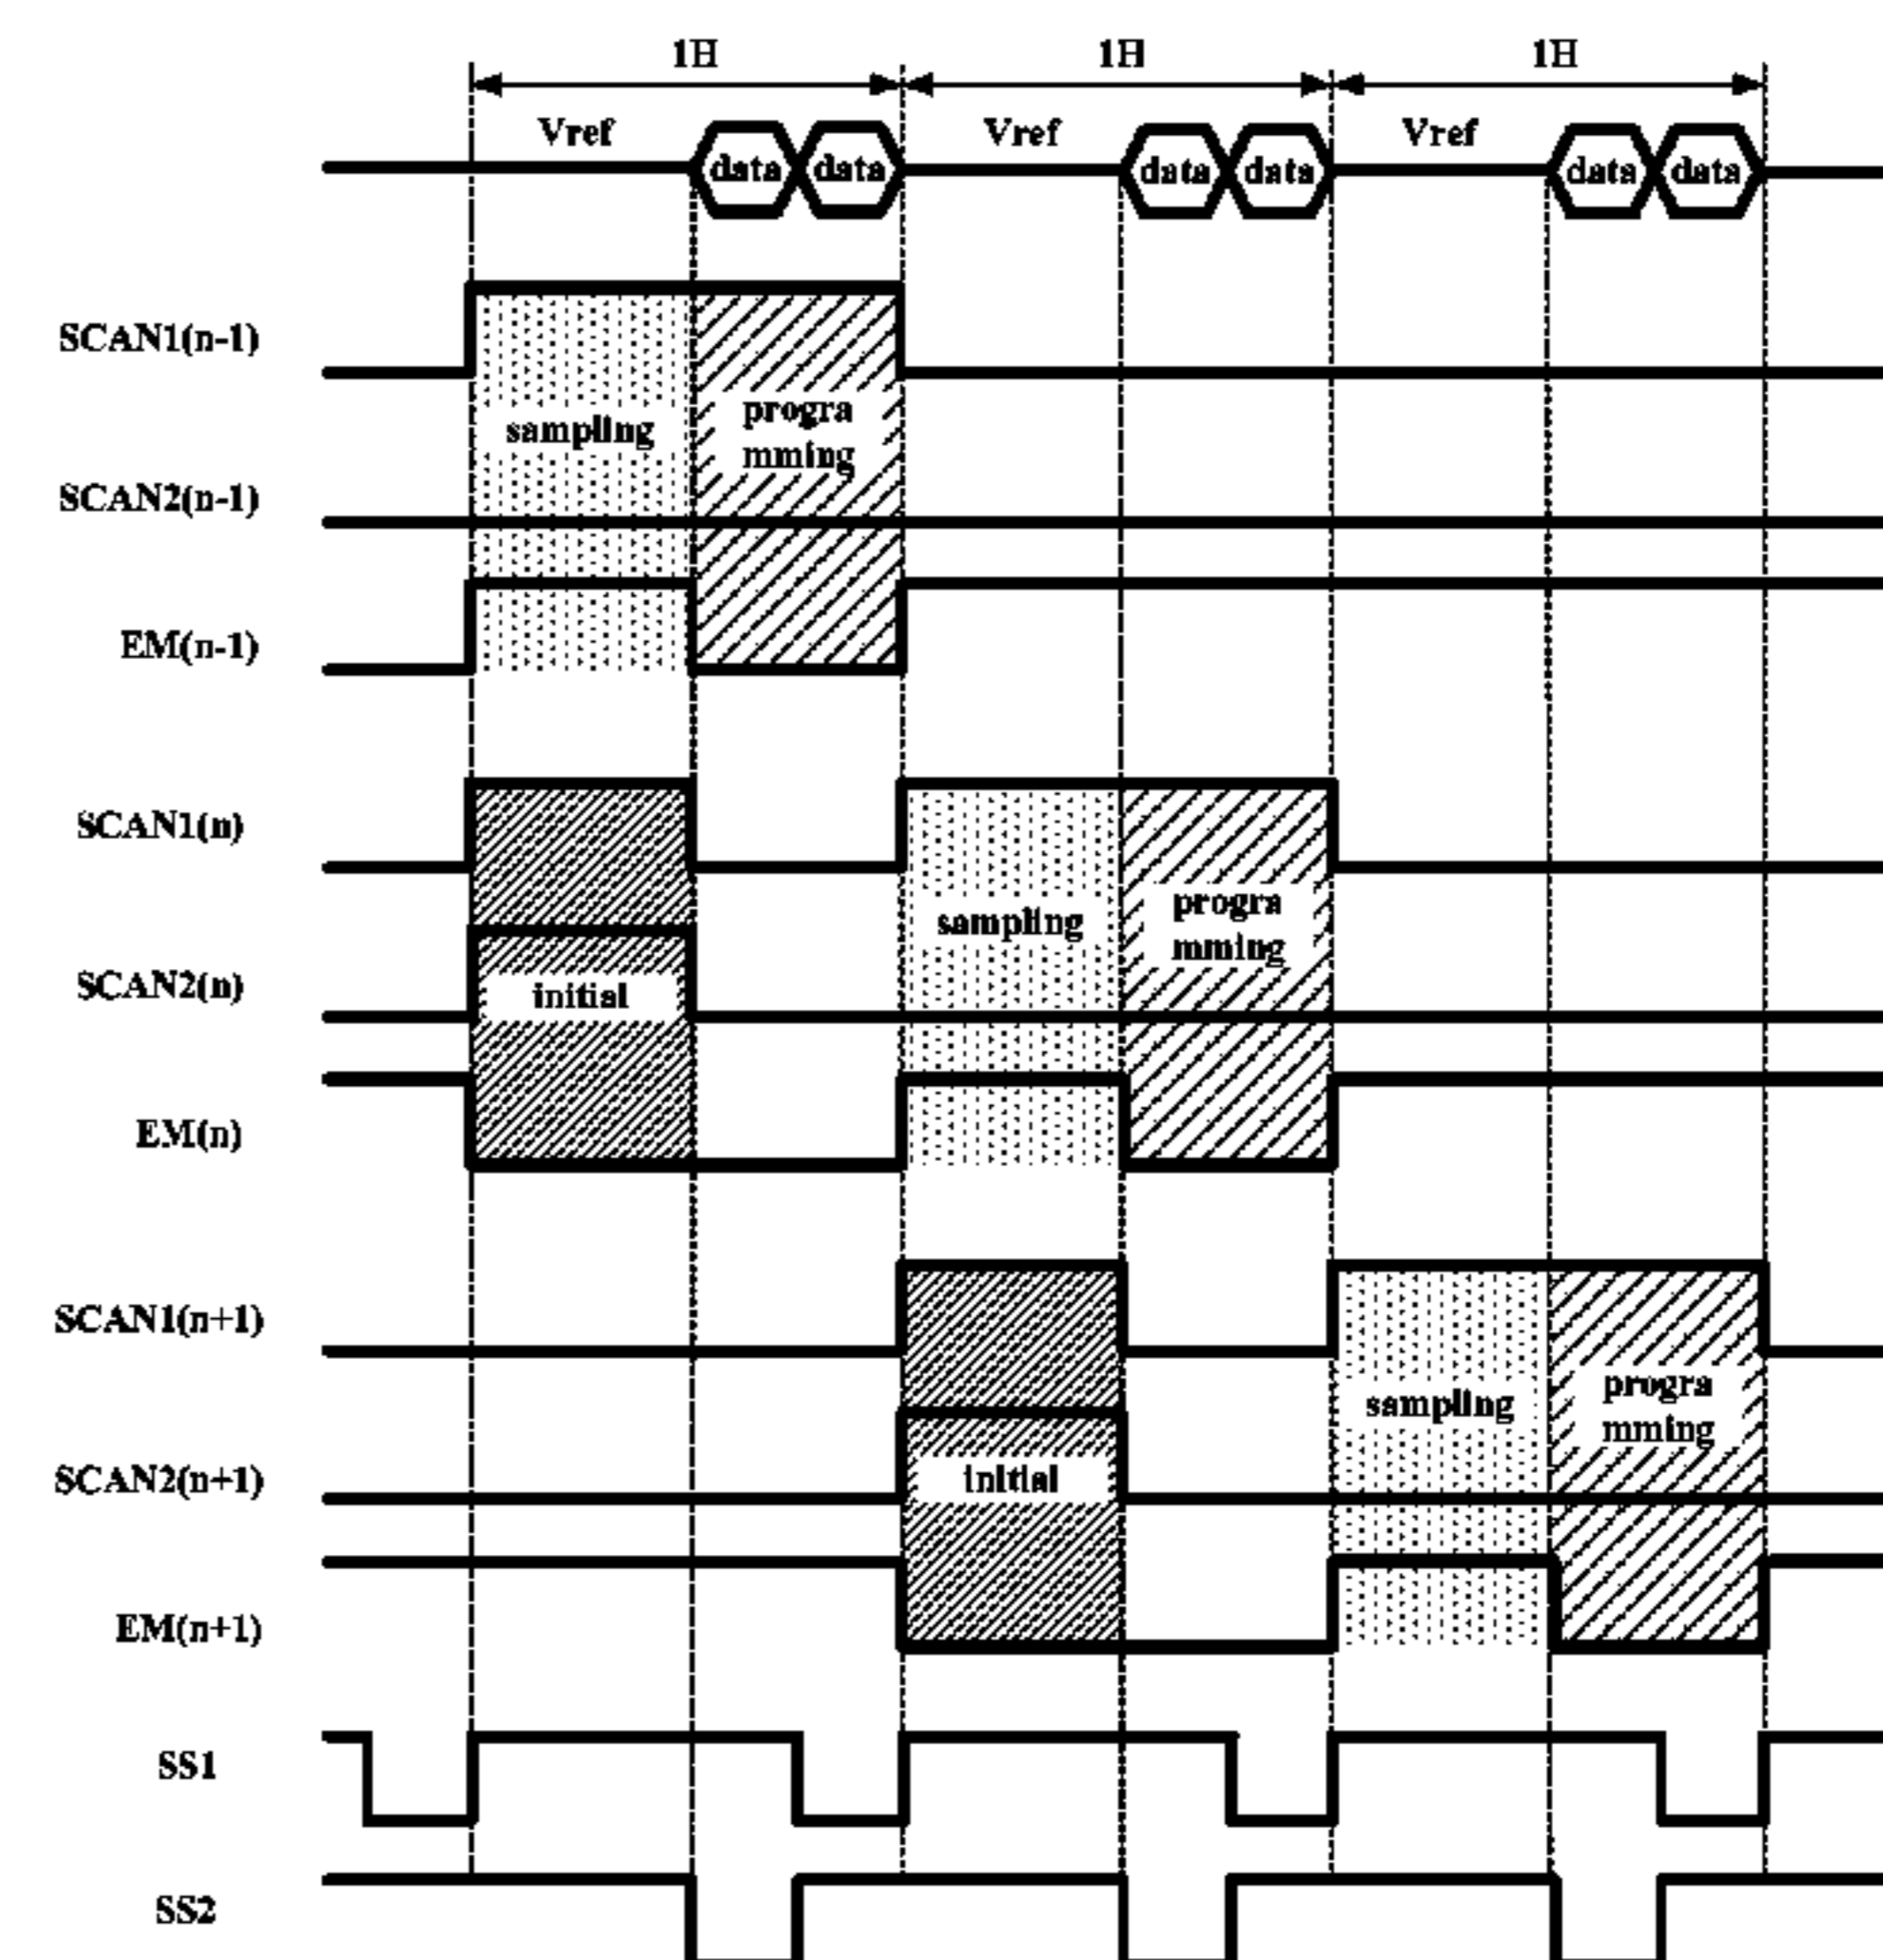 1H 1H 1H
Vref Vref Vref
data data data data data data
SCAN1(n-1)
sampling
progra
mming
SCAN2(n-1)
EM(n-1)
SCAN1(n)
sampling
progra
mming
SCAN2(n)
initial
EM(n)
SCAN1(n+1)
sampling
progra
mming
SCAN2(n+1)
initial
EM(n+1)
SS1
SS2